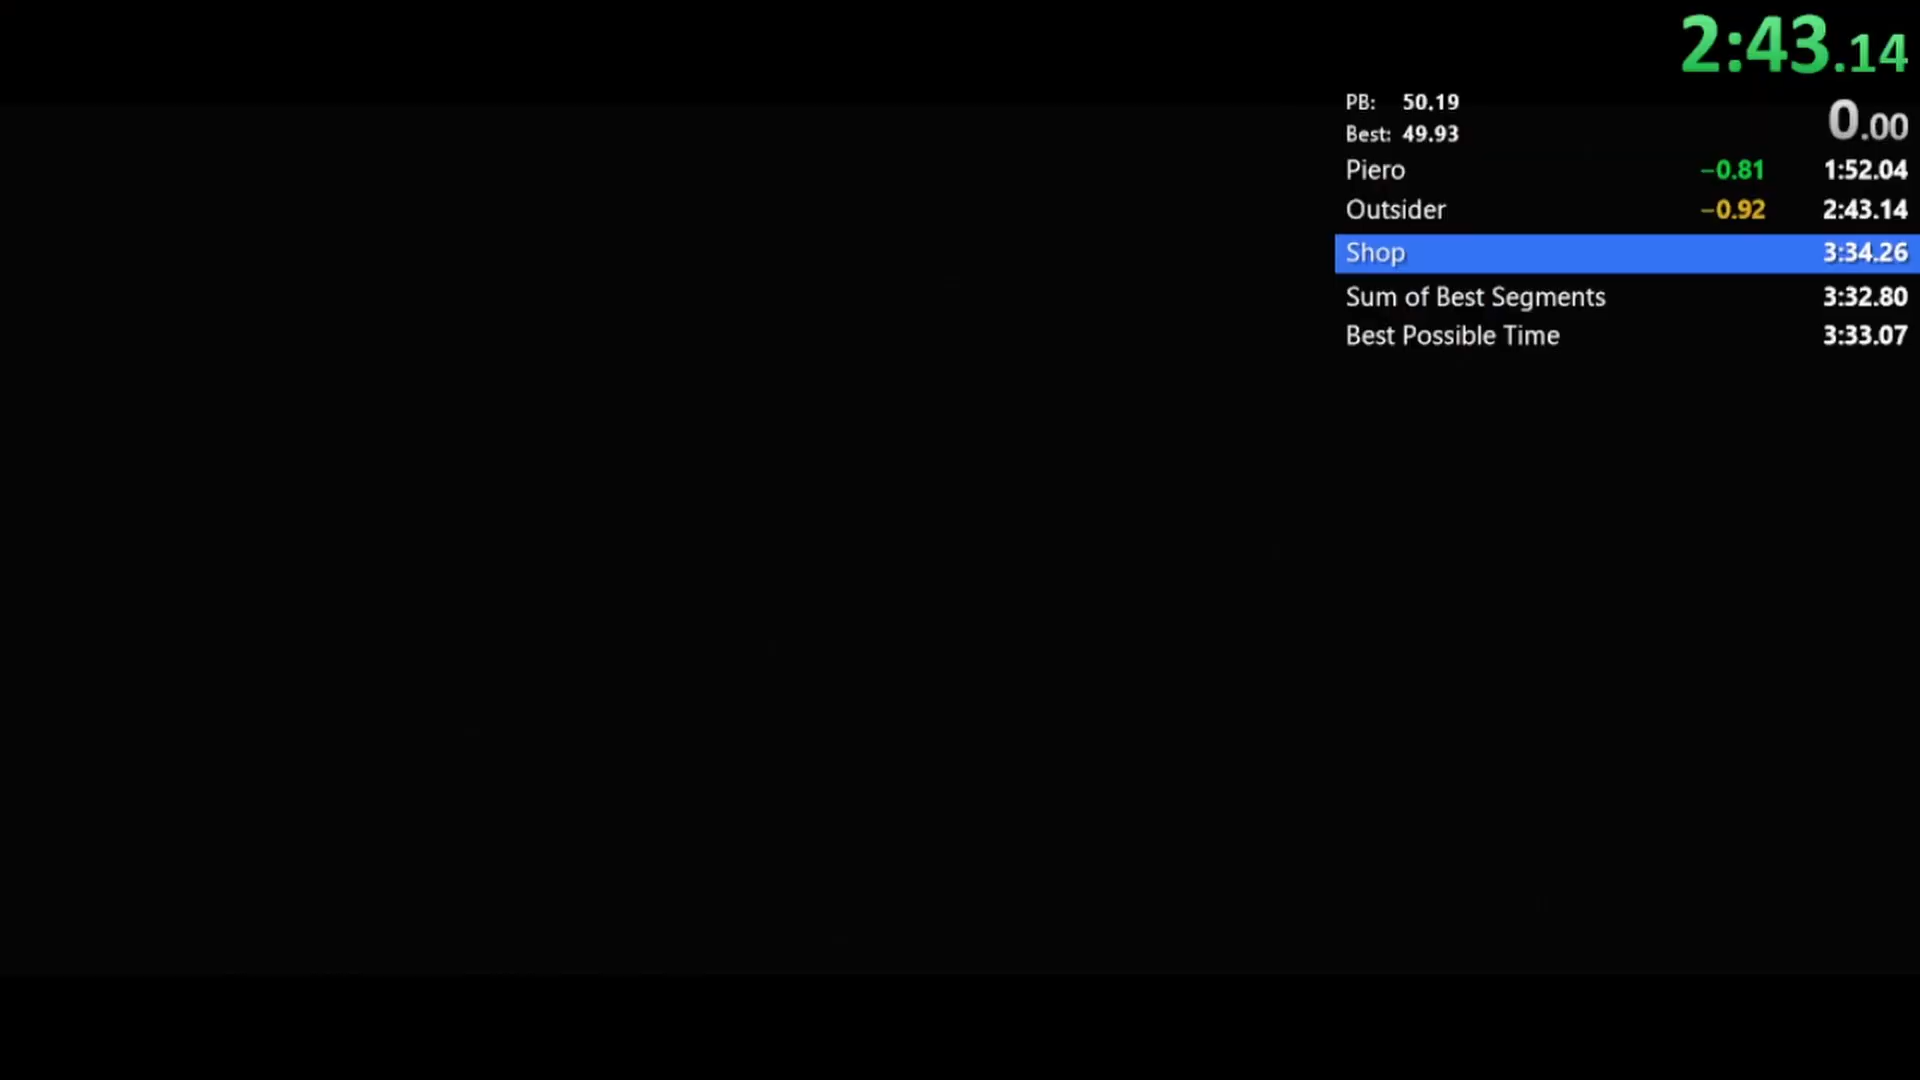 2:43.14
PB: 50.19
0.00
Best: 49.93
Piero −0.81 1:52.04
Outsider −0.92 2:43.14
Shop 3:34.26
Sum of Best Segments 3:32.80
Best Possible Time 3:33.07